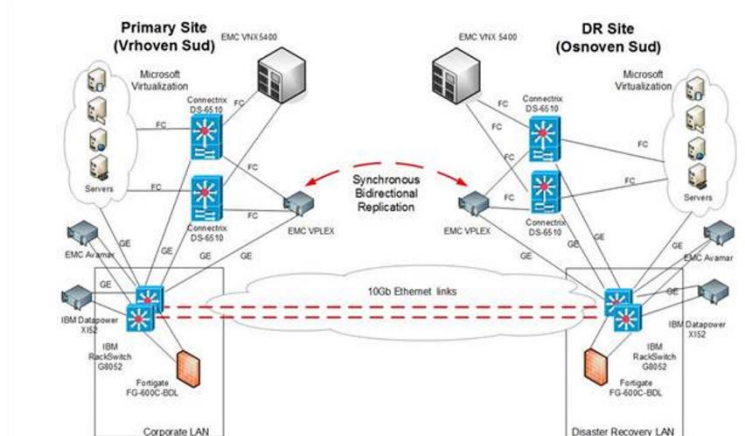 Primary Site
(Vrhoven Sud)
EMC VNX5400
Microsoft
Virtualization
Connectrix
DS-6510
FC
FC
FC
FC
FC
Servers
Connectrix
DS-6510
EMC VPLEX
GE
GE
GE
EMC Avamar
GE
IBM Datapower
XI52
IBM
RackSwitch
G8052
Fortigate
FG-600C-BDL
Corporate LAN
Synchronous
Bidirectional
Replication
10Gb Ethernet links
DR Site
(Osnoven Sud)
EMC VNX 5400
Microsoft
Virtualization
Connectrix
DS-6510
FC
FC
FC
FC
FC
FC
Servers
EMC VPLEX
Connectrix
DS-6510
GE
GE
GE
GE
EMC Avamar
GE
IBM Datapower
XI52
IBM
RackSwitch
G8052
Fortigate
FG-600C-BDL
Disaster Recovery LAN